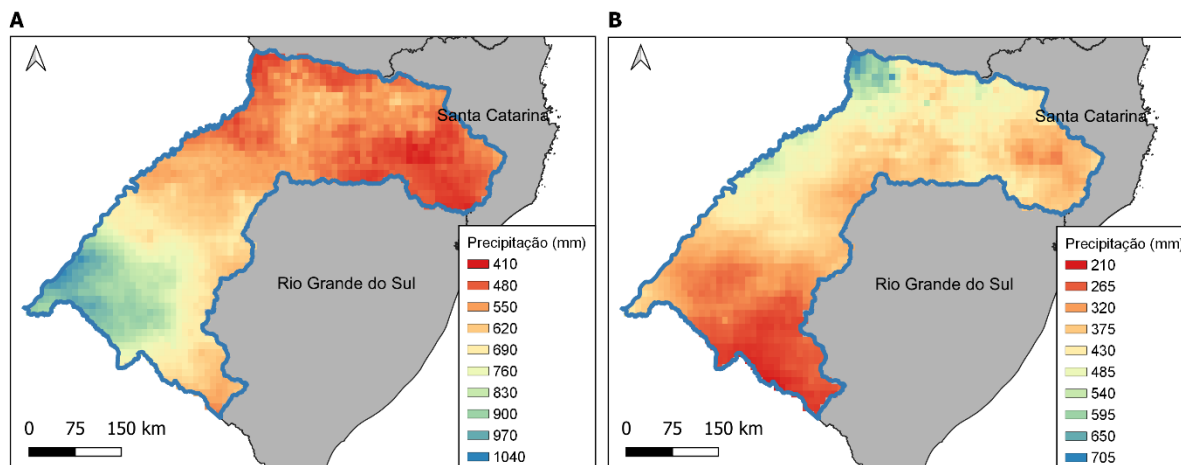 A
Santa Catarina
Rio Grande do Sul
Precipitação (mm)
410
480
550
620
690
760
830
900
970
1040
0 75 150 km
B
Santa Catarina
Rio Grande do Sul
Precipitação (mm)
210
265
320
375
430
485
540
595
650
705
0 75 150 km